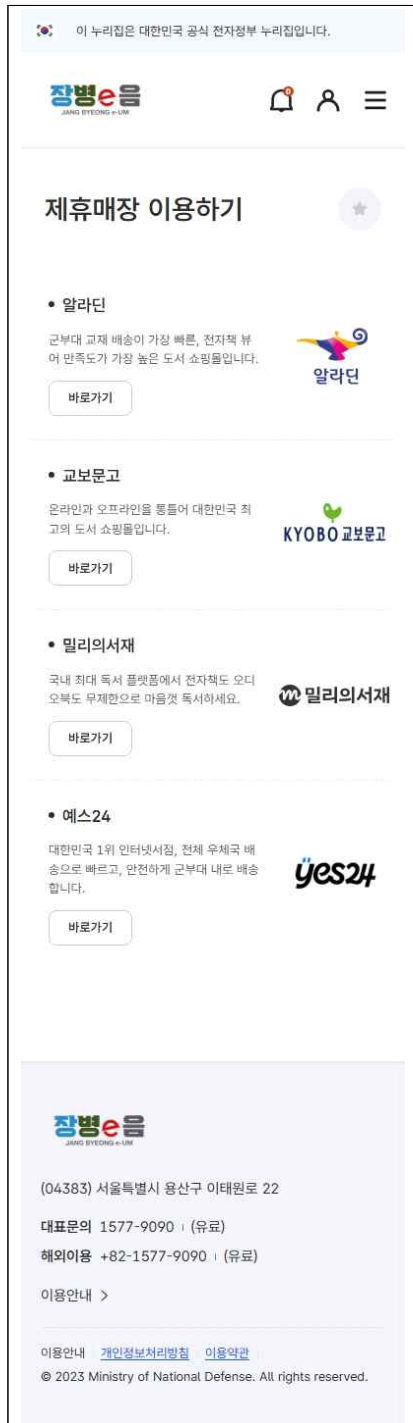 이 누리집은 대한민국 공식 전자정부 누리집입니다.
장병e음
JANG BYEONG e-UM
0
제휴매장 이용하기
• 알라딘
군부대 교재 배송이 가장 빠른, 전자책 뷰
어 만족도가 가장 높은 도서 쇼핑몰입니다.
바로가기
알라딘
• 교보문고
온라인과 오프라인을 통틀어 대한민국 최
고의 도서 쇼핑몰입니다.
바로가기
KYOBO 교보문고
• 밀리의서재
국내 최대 독서 플랫폼에서 전자책도 오디
오북도 무제한으로 마음껏 독서하세요.
바로가기
밀리의서재
• 예스24
대한민국 1위 인터넷서점, 전체 우체국 배
송으로 빠르고, 안전하게 군부대 내로 배송
합니다.
바로가기
yes24
장병e음
JANG BYEONG e-UM
(04383) 서울특별시 용산구 이태원로 22
대표문의 1577-9090 | (유료)
해외이용 +82-1577-9090 | (유료)
이용안내 >
이용안내 개인정보처리방침 이용약관
© 2023 Ministry of National Defense. All rights reserved.